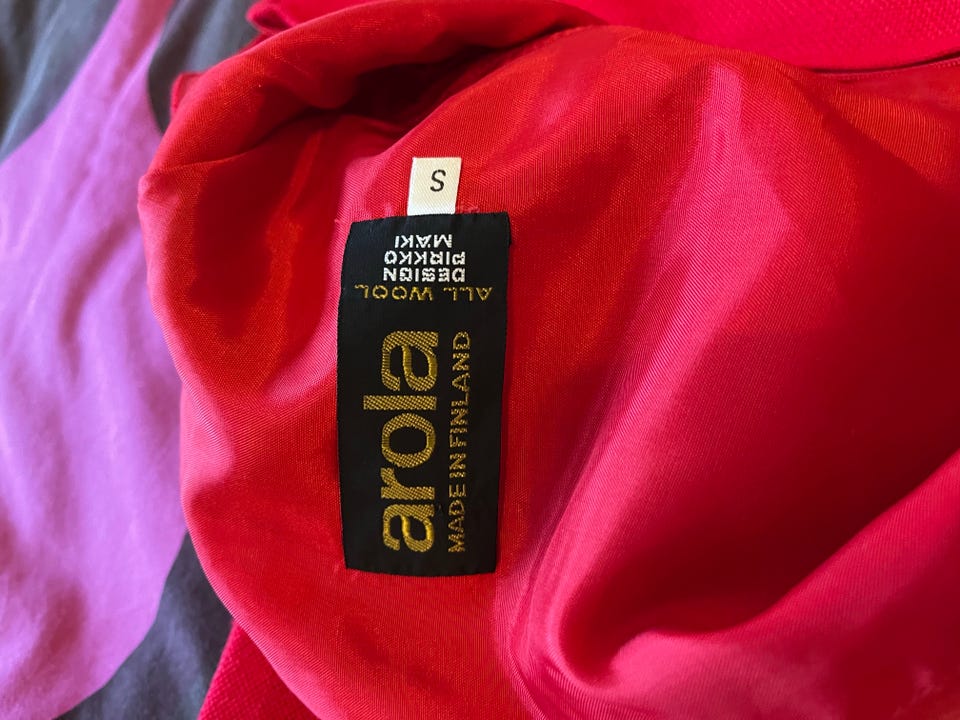 S
ALL WOOL
DESIGN
PIRKKO
MÄKI
arola
MADE IN FINLAND